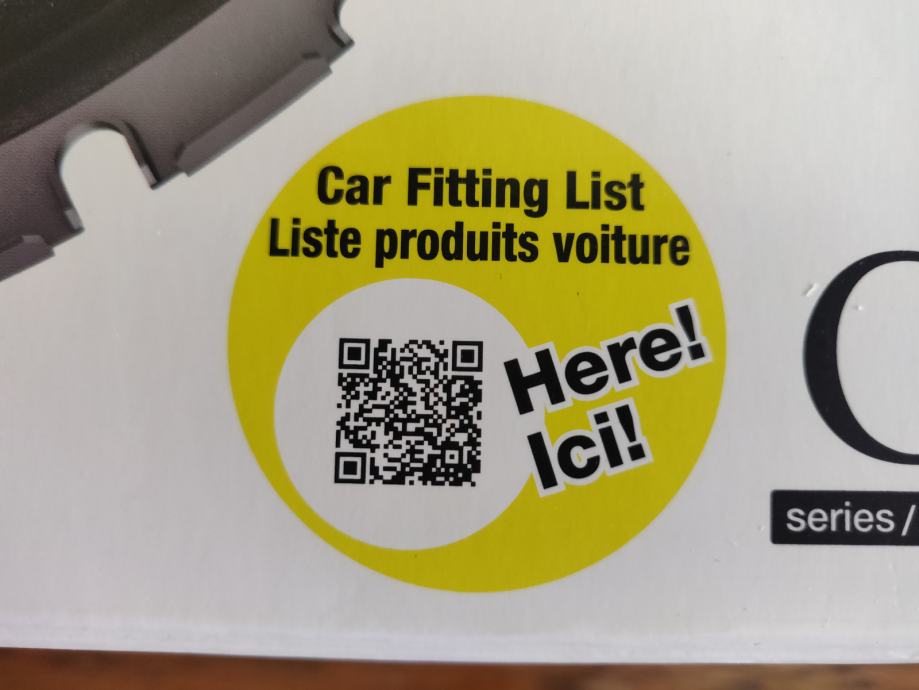 Car Fitting List
Liste produits voiture
Here!
Ici!
series /